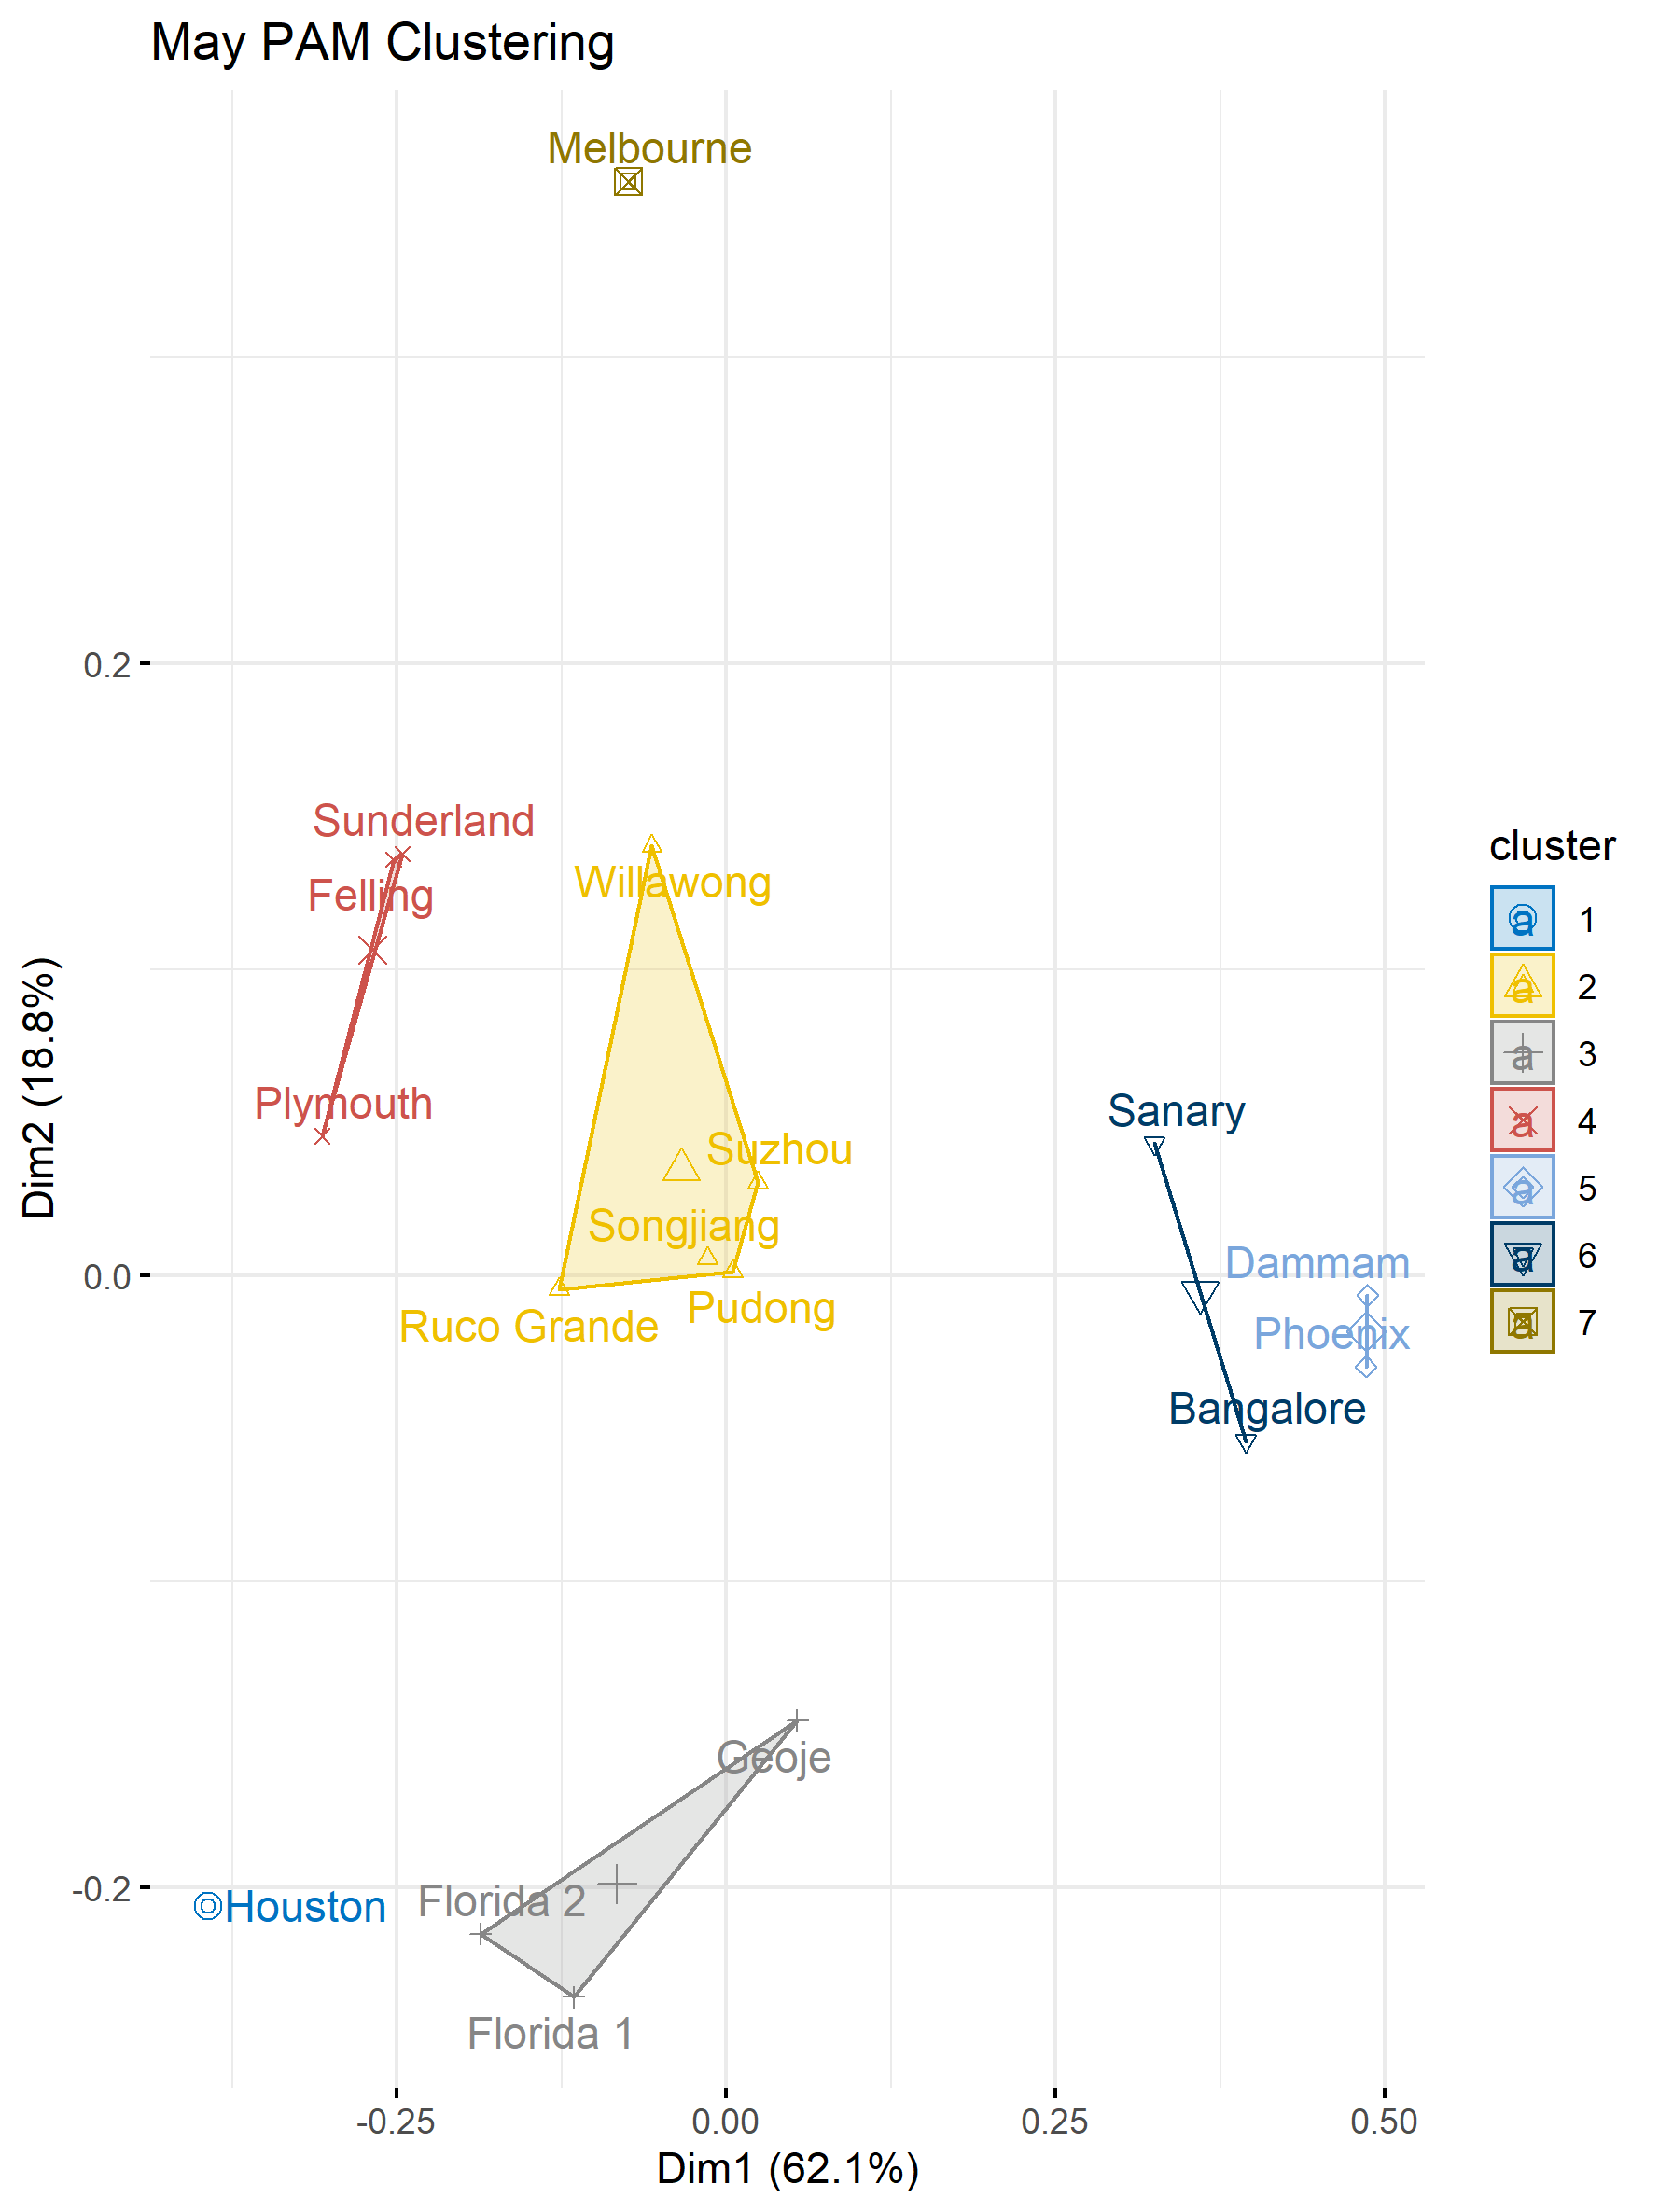 May PAM Clustering
Melbourne
0.2
Sunderland
Felling
Willawong
Plymouth
Sanary
Suzhou
Songjiang
Dammam
0.0
Pudong
Ruco Grande
Phoenix
Bangalore
Geoje
-0.2
Florida 2
Houston
Florida 1
-0.25
0.00
0.25
0.50
Dim1 (62.1%)
Dim2 (18.8%)
cluster
a 1
a 2
a 3
a 4
a 5
a 6
a 7